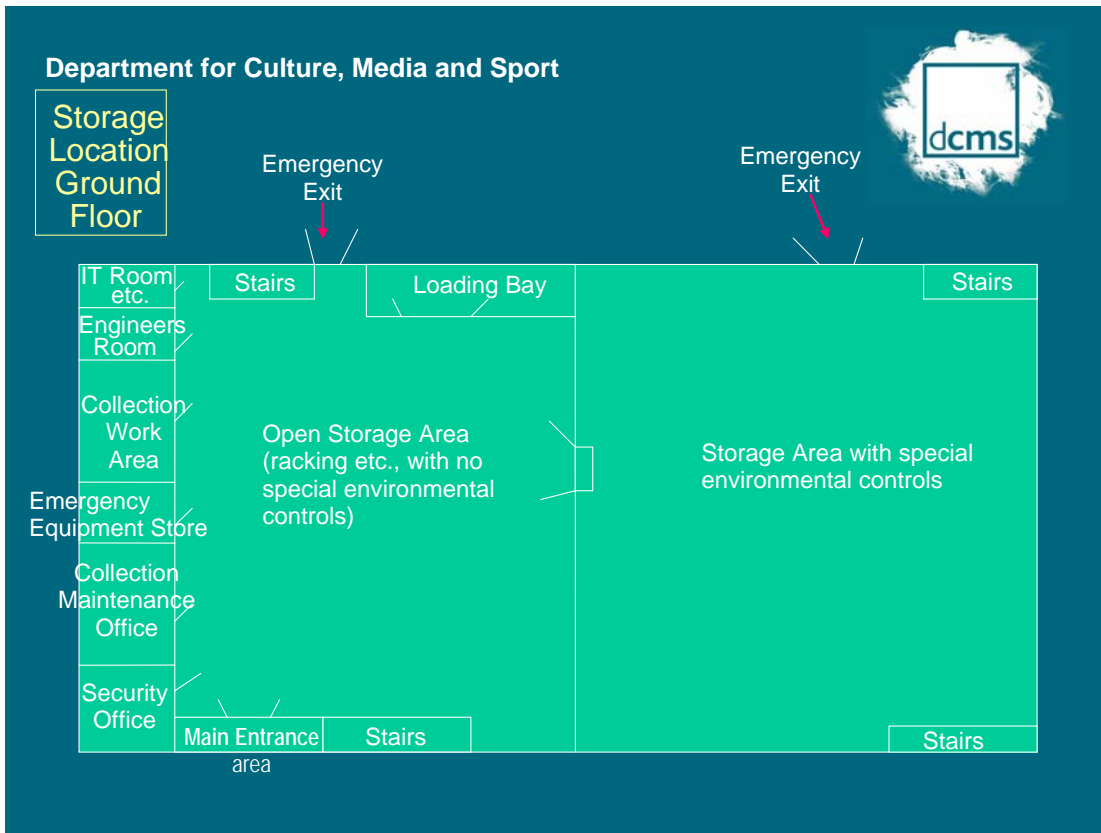 Department for Culture, Media and Sport
dcms
Storage
Location
Ground
Floor
Emergency
Exit
Emergency
Exit
IT Room
etc.
Stairs
Loading Bay
Stairs
Engineers
Room
Collection
Work
Area
Open Storage Area
(racking etc., with no
special environmental
controls)
Storage Area with special
environmental controls
Emergency
Equipment Store
Collection
Maintenance
Office
Security
Office
Main Entrance
area
Stairs
Stairs